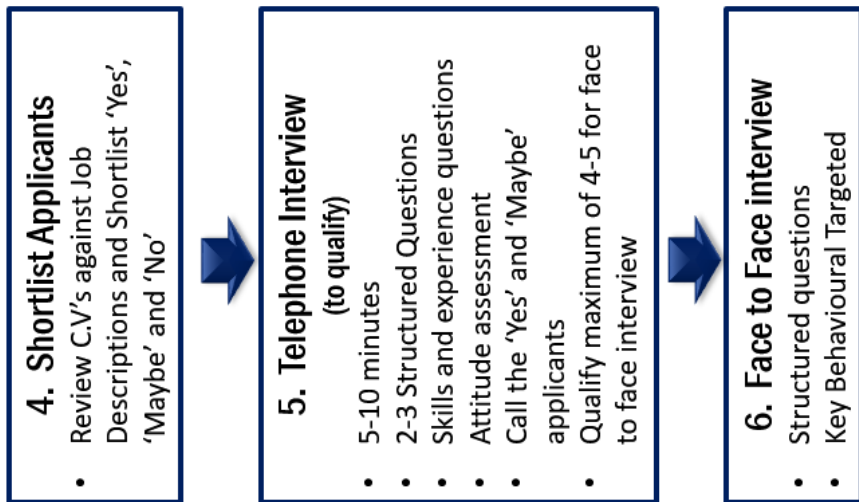 4. Shortlist Applicants
• Review C.V's against Job
Descriptions and Shortlist 'Yes',
'Maybe' and 'No'
5. Telephone Interview
(to qualify)
• 5-10 minutes
• 2-3 Structured Questions
• Skills and experience questions
• Attitude assessment
• Call the 'Yes' and 'Maybe'
applicants
• Qualify maximum of 4-5 for face
to face interview
6. Face to Face interview
• Structured questions
• Key Behavioural Targeted